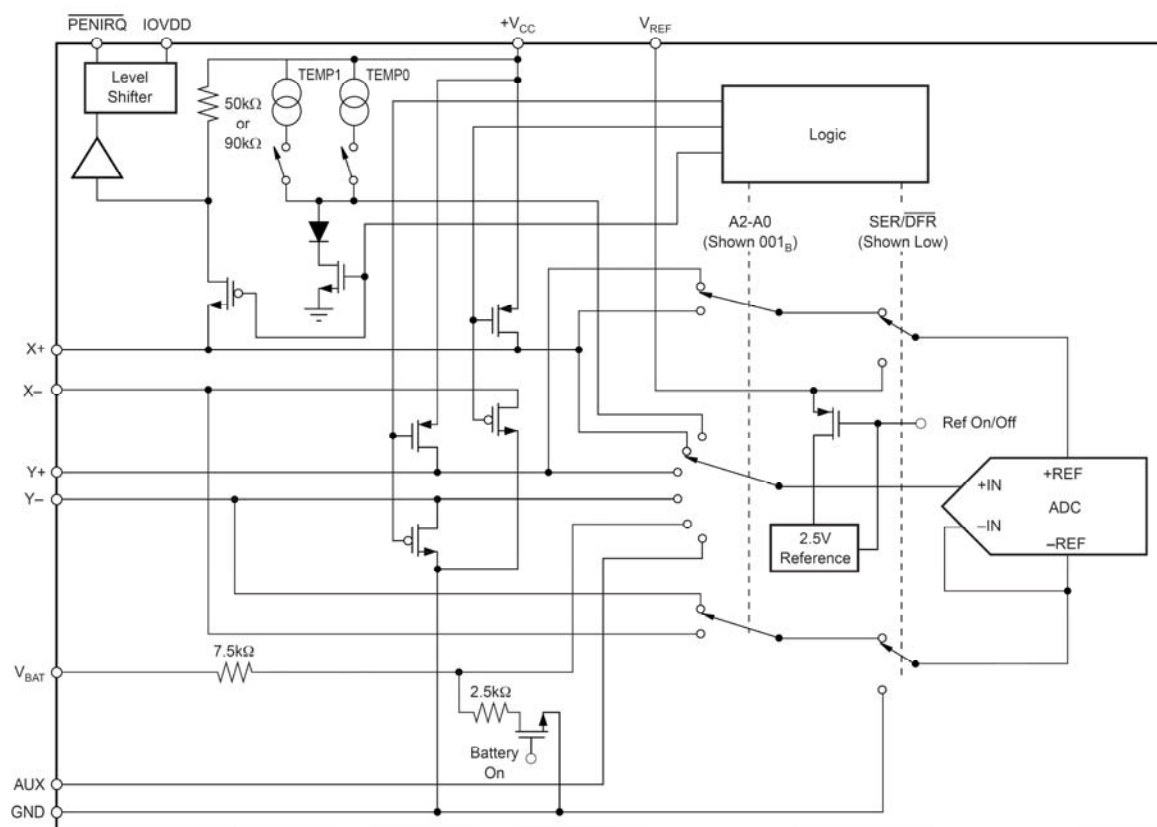 PENIRQ IOVDD +VCC VREF
Level
Shifter
50kΩ
or
90kΩ
TEMP1 TEMP0
Logic
A2-A0
(Shown 001B)
SER/DFR
(Shown Low)
X+
X–
Y+
Y–
Ref On/Off
+IN
–IN
+REF
ADC
–REF
2.5V
Reference
VBAT
7.5kΩ
2.5kΩ
Battery
On
AUX
GND